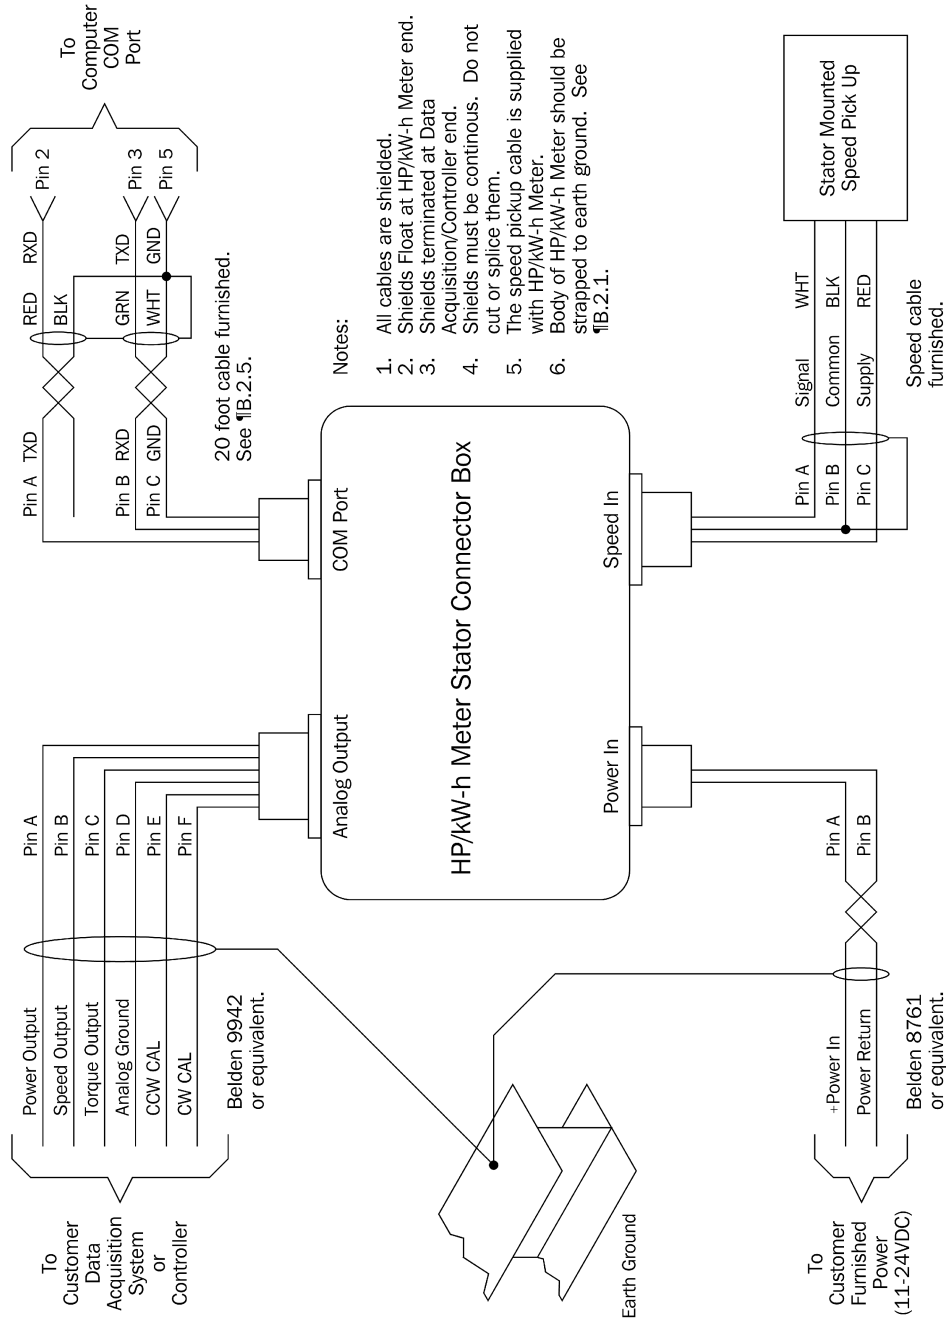 To
Customer
Data
Acquisition
System
or
Controller
Power Output
Speed Output
Torque Output
Analog Ground
CCW CAL
CW CAL
Belden 9942
or equivalent.
Pin A
Pin B
Pin C
Pin D
Pin E
Pin F
Pin A TXD
Pin B RXD
Pin C GND
RED
BLK
GRN
WHT
RXD
TXD
GND
Pin 2
Pin 3
Pin 5
To
Computer
COM
Port
20 foot cable furnished.
See ¶B.2.5.
Analog Output
COM Port
HP/kW-h Meter Stator Connector Box
Power In
Speed In
Notes:
1. All cables are shielded.
2. Shields Float at HP/kW-h Meter end.
3. Shields terminated at Data
Acquisition/Controller end.
4. Shields must be continous. Do not
cut or splice them.
5. The speed pickup cable is supplied
with HP/kW-h Meter.
6. Body of HP/kW-h Meter should be
strapped to earth ground. See
¶B.2.1.
Earth Ground
To
Customer
Furnished
Power
(11-24VDC)
+Power In
Power Return
Belden 8761
or equivalent.
Pin A
Pin B
Pin A
Pin B
Pin C
Signal
Common
Supply
WHT
BLK
RED
Stator Mounted
Speed Pick Up
Speed cable
furnished.